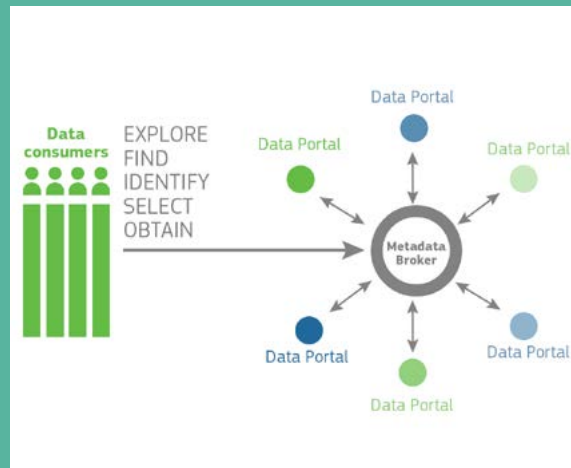 Data
consumers
EXPLORE
FIND
IDENTIFY
SELECT
OBTAIN
Data Portal
Data Portal
Data Portal
Metadata
Broker
Data Portal
Data Portal
Data Portal